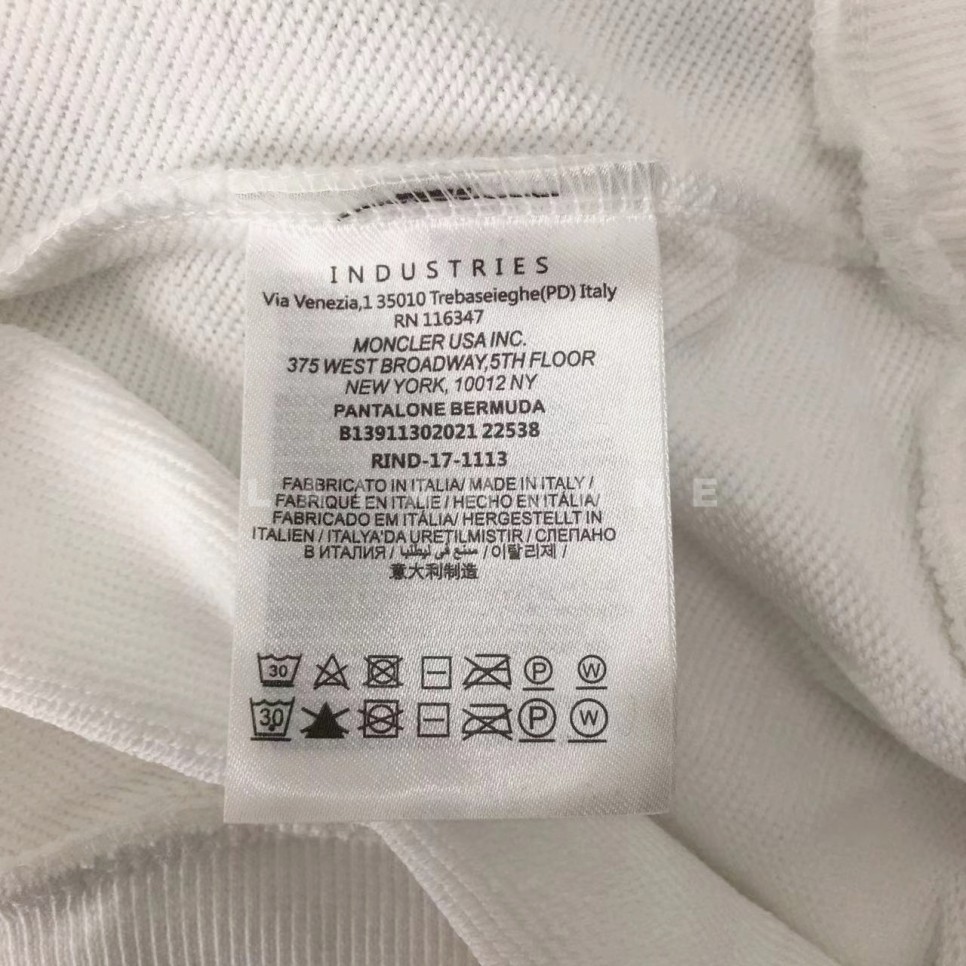 INDUSTRIES
Via Venezia,1 35010 Trebaseieghe(PD) Italy
RN 116347
MONCLER USA INC.
375 WEST BROADWAY,5TH FLOOR
NEW YORK, 10012 NY
PANTALONE BERMUDA
B13911302021 22538
RIND-17-1113
FABBRICATO IN ITALIA/ MADE IN ITALY /
FABRIQUÉ EN ITALIE / HECHO EN ITÁLIA/
FABRICADO EM ITÁLIA/ HERGESTELLT IN
ITALIEN / ITALYA'DA URETILMISTIR / СЛЕПАНО
В ИТАЛИЯ / صنع في / 이탈리제 /
意大利制造
30 P W
30 P W